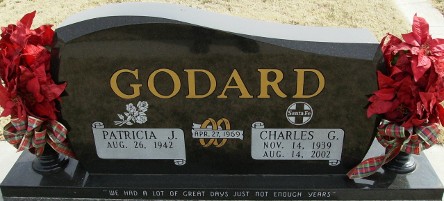 GODARD
PATRICIA J.
AUG. 26, 1942
APR. 27, 1969
Santa Fe
CHARLES G.
NOV. 14, 1939
AUG. 14, 2002
"WE HAD A LOT OF GREAT DAYS JUST NOT ENOUGH YEARS"